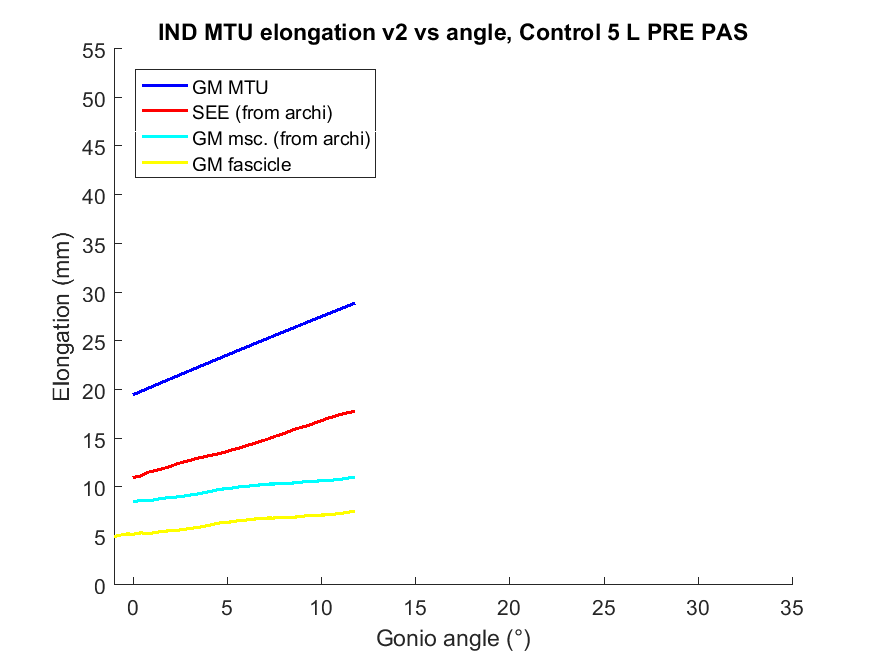 IND MTU elongation v2 vs angle, Control 5 L PRE PAS
55
50
45
40
35
30
25
20
15
10
5
0
Elongation (mm)
GM MTU
SEE (from archi)
GM msc. (from archi)
GM fascicle
0 5 10 15 20 25 30 35
Gonio angle (°)